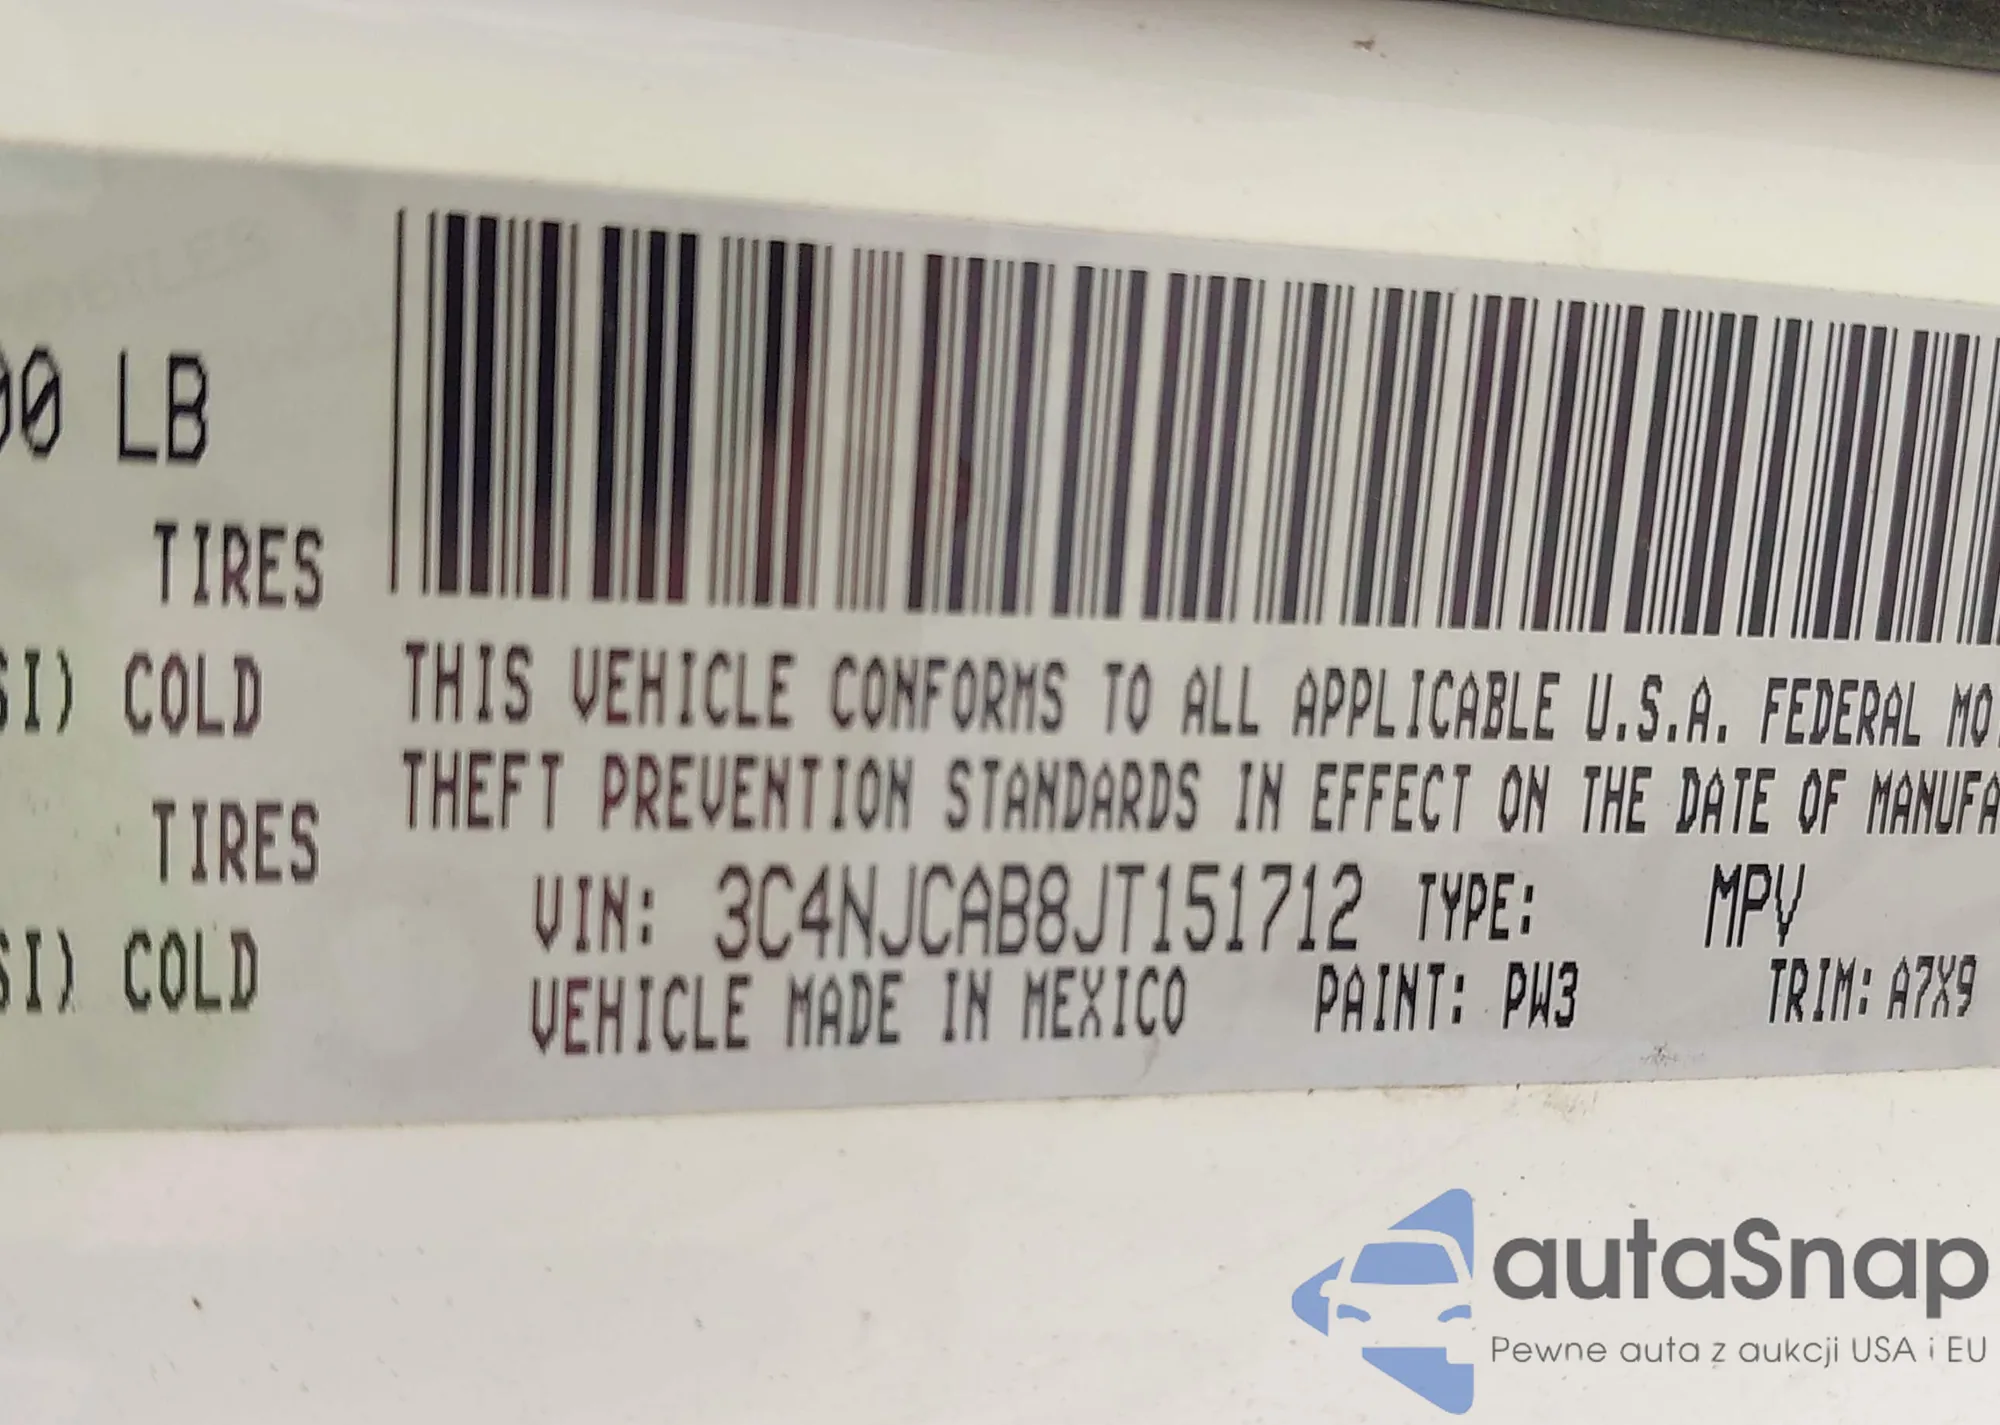 00 LB
TIRES
SI) COLD
TIRES
SI) COLD
THIS VEHICLE CONFORMS TO ALL APPLICABLE U.S.A. FEDERAL MO
THEFT PREVENTION STANDARDS IN EFFECT ON THE DATE OF MANUFA
VIN: 3C4NJCAB8JT151712 TYPE: MPV
VEHICLE MADE IN MEXICO PAINT: PW3 TRIM: A7X9
autaSnap
Pewne auta z aukcji USA i EU